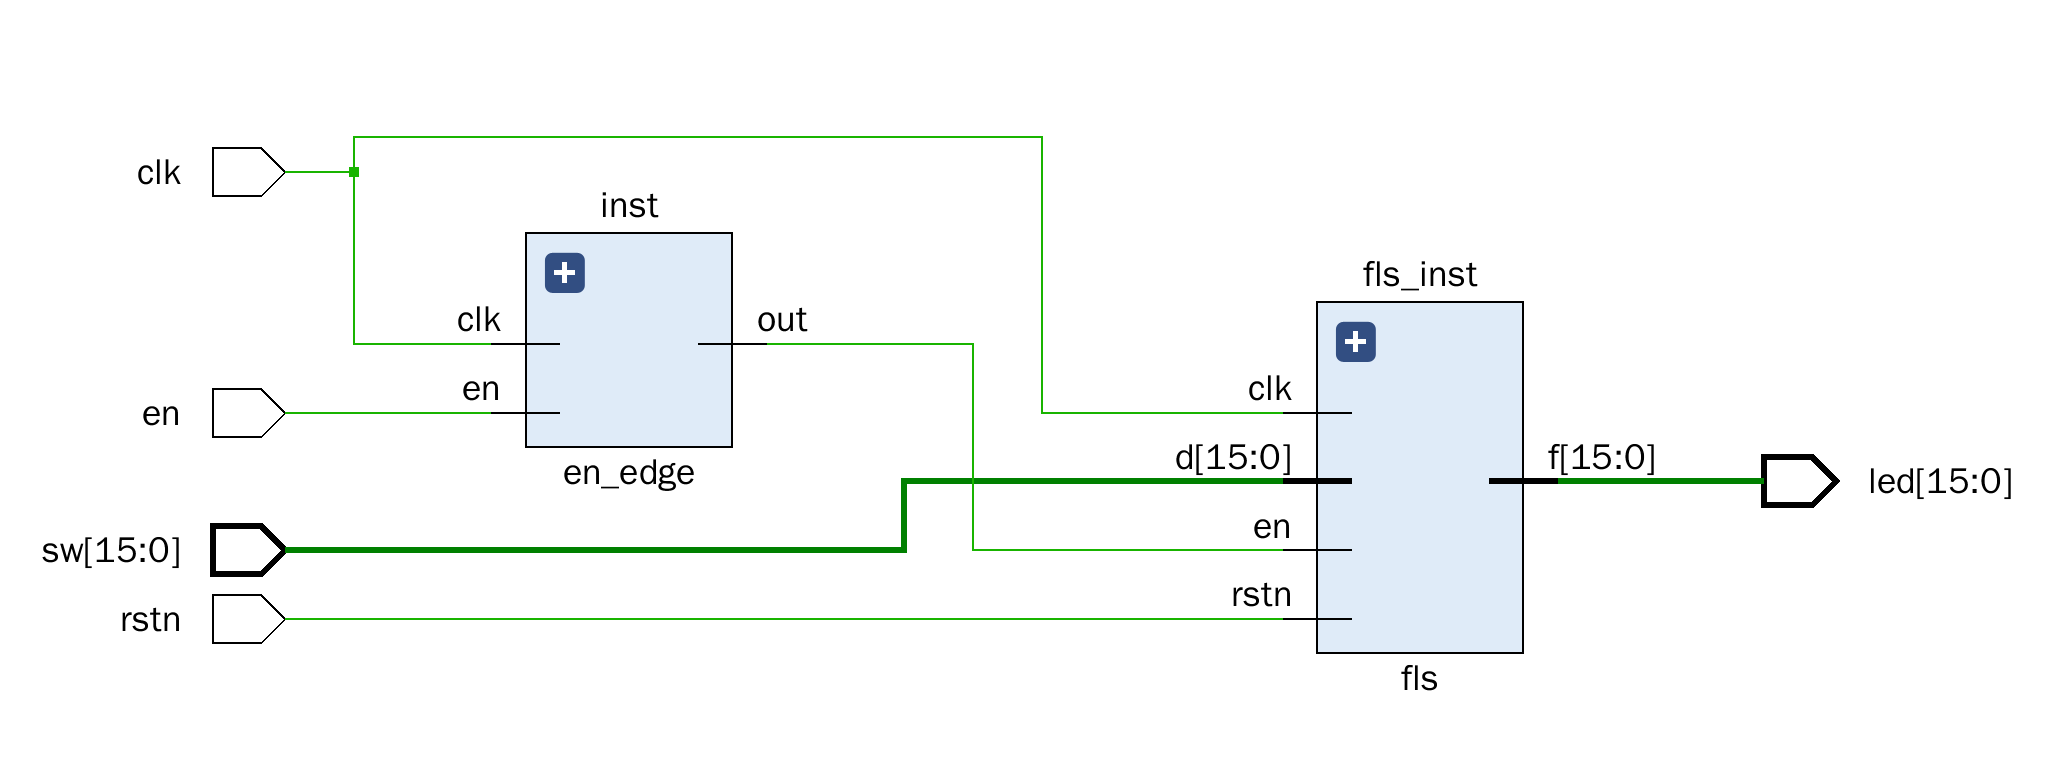 clk
inst
fls_inst
clk
out
en
en
clk
d[15:0]
f[15:0]
led[15:0]
en_edge
sw[15:0]
en
rstn
rstn
fls